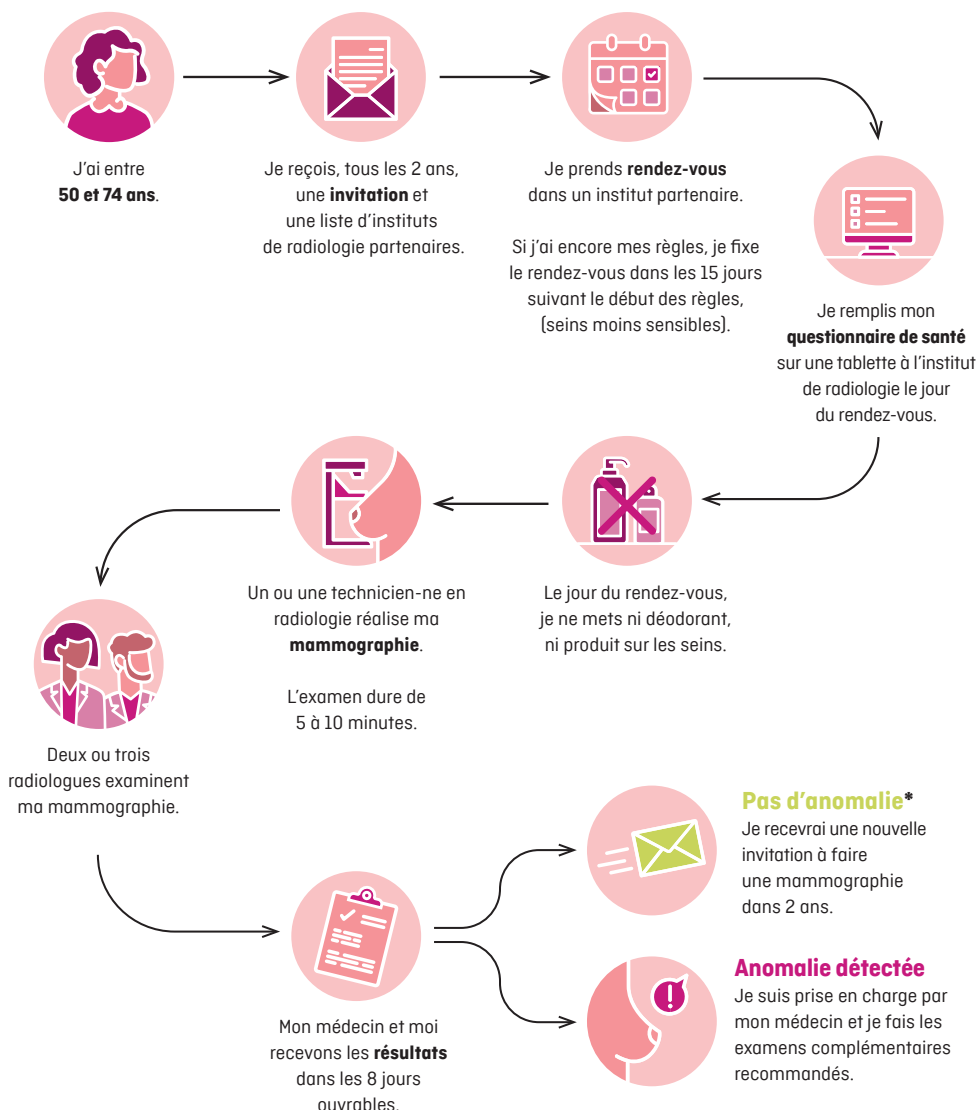 J'ai entre
50 et 74 ans.
Je reçois, tous les 2 ans,
une invitation et
une liste d'instituts
de radiologie partenaires.
Je prends rendez-vous
dans un institut partenaire.
Si j'ai encore mes règles, je fixe
le rendez-vous dans les 15 jours
suivant le début des règles,
(seins moins sensibles).
Je remplis mon
questionnaire de santé
sur une tablette à l'institut
de radiologie le jour
du rendez-vous.
Le jour du rendez-vous,
je ne mets ni déodorant,
ni produit sur les seins.
Un ou une technicien-ne en
radiologie réalise ma
mammographie.
L'examen dure de
5 à 10 minutes.
Deux ou trois
radiologues examinent
ma mammographie.
Mon médecin et moi
recevons les résultats
dans les 8 jours
ouvrables.
Pas d'anomalie*
Je recevrai une nouvelle
invitation à faire
une mammographie
dans 2 ans.
Anomalie détectée
Je suis prise en charge par
mon médecin et je fais les
examens complémentaires
recommandés.